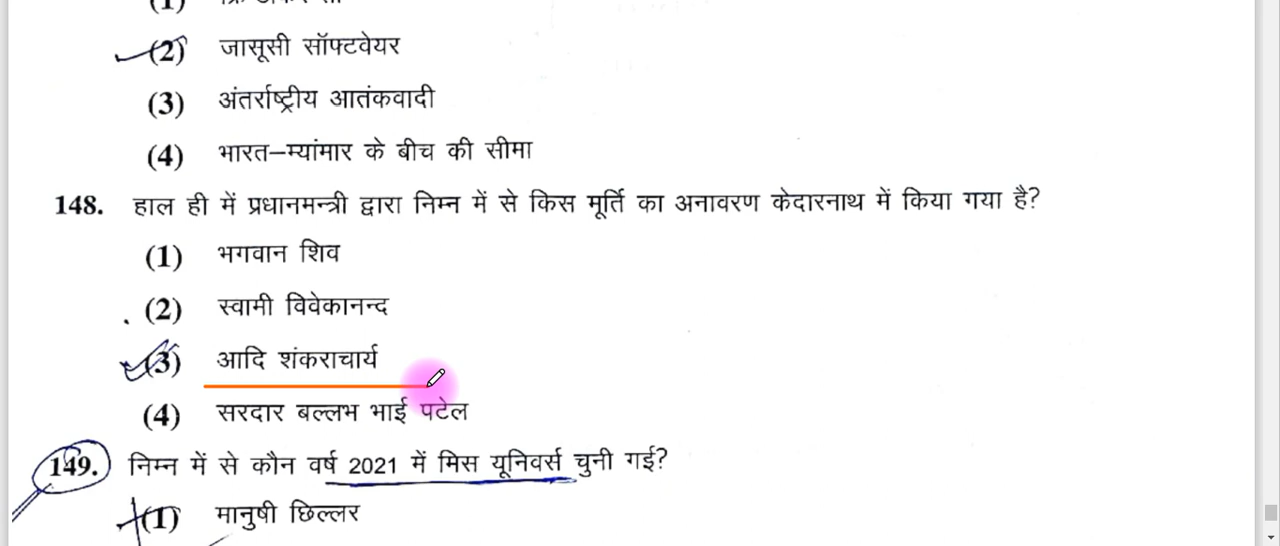 (1)
(2) जासूसी सॉफ्टवेयर
(3) अंतर्राष्ट्रीय आतंकवादी
(4) भारत–म्यांमार के बीच की सीमा
148. हाल ही में प्रधानमन्त्री द्वारा निम्न में से किस मूर्ति का अनावरण केदारनाथ में किया गया है?
(1) भगवान शिव
(2) स्वामी विवेकानन्द
(3) आदि शंकराचार्य
(4) सरदार बल्लभ भाई पटेल
149. निम्न में से कौन वर्ष 2021 में मिस यूनिवर्स चुनी गई?
(1) मानुषी छिल्लर